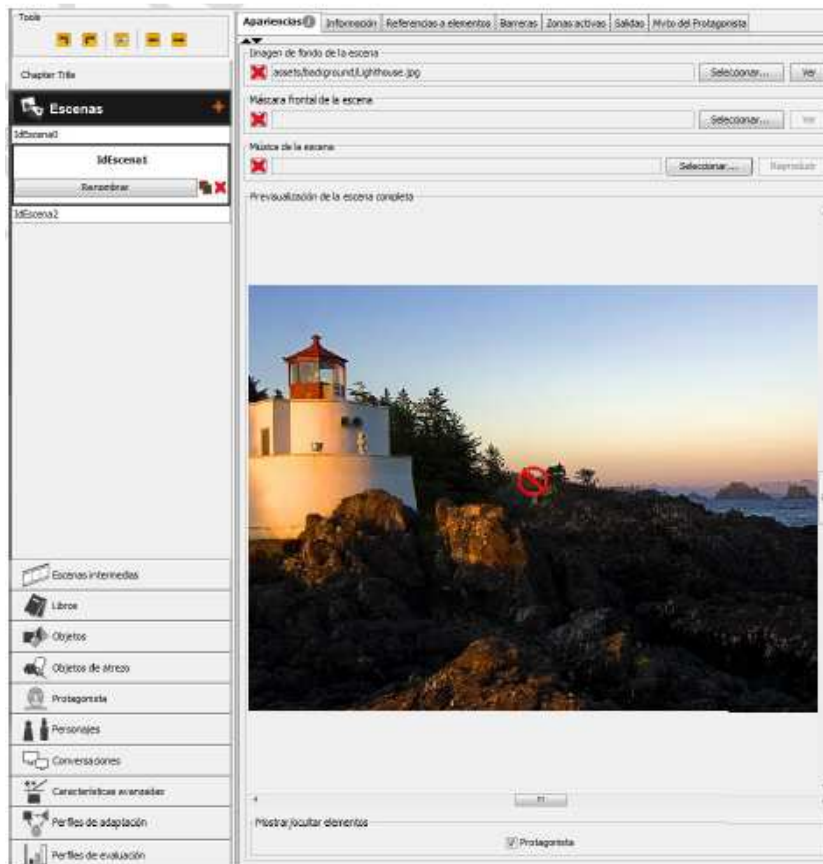 Tools
Chapter Title
Escenas
IdEscena0
IdEscena1
Renombrar
IdEscena2
Escenas intermedias
Libros
Objetos
Objetos de atrezo
Protagonista
Personajes
Conversaciones
Características avanzadas
Perfiles de adaptación
Perfiles de evaluación
Apariencias Información Referencias a elementos Barreras Zonas activas Salidas Mvto del Protagonista
Imagen de fondo de la escena
assets/background/Lighthouse.jpg Seleccionar... Ver
Máscara frontal de la escena
Seleccionar... Ver
Música de la escena
Seleccionar... Reproducir
Previsualización de la escena completa
Mostrar/ocultar elementos
Protagonista